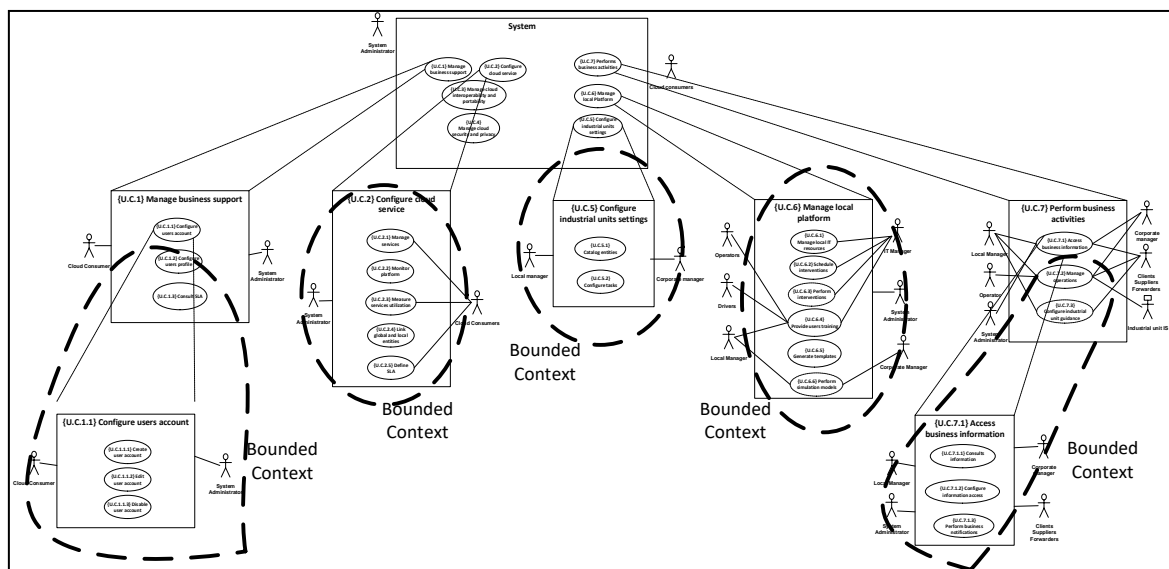 System
System
Administrator
{U.C.1} Manage
business support
{U.C.2} Configure
cloud service
{U.C.3} Manage cloud
interoperability and
portability
{U.C.4}
Manage cloud
security and privacy
{U.C.7} Performs
business activities
{U.C.6} Manage
local Platform
{U.C.5} Configure
industrial units
settings
Cloud consumers
{U.C.1} Manage business support
{U.C.1.1} Configure
users account
{U.C.1.2} Configure
users profile
{U.C.1.3} Consult SLA
Cloud Consumer
System
Administrator
{U.C.2} Configure cloud
service
{U.C.2.1} Manage
services
{U.C.2.2} Monitor
platform
{U.C.2.3} Measure
services utilization
{U.C.2.4} Link
global and local
entities
{U.C.2.5} Define
SLA
System
Administrator
Cloud Consumers
Bounded
Context
{U.C.5} Configure
industrial units settings
{U.C.5.1}
Catalog entities
{U.C.5.2}
Configure tasks
Local manager
Corporate manager
Bounded
Context
{U.C.6} Manage local
platform
{U.C.6.1}
Manage local IT
resources
{U.C.6.2} Schedule
interventions
{U.C.6.3} Perform
interventions
{U.C.6.4}
Provide users training
{U.C.6.5}
Generate templates
{U.C.6.6} Perform
simulation models
Operators
Drivers
Local Manager
IT Manager
System
Administrator
Corporate Manager
Bounded
Context
{U.C.7} Perform business
activities
{U.C.7.1} Access
business information
{U.C.7.2} Manage
operations
{U.C.7.3}
Configure industrial
unit guidance
Local Manager
Operator
System
Administrator
Corporate
manager
Clients
Suppliers
Forwarders
Industrial unit IS
{U.C.1.1} Configure users account
{U.C.1.1.1} Create
user account
{U.C.1.1.2} Edit
user account
{U.C.1.1.3} Disable
user account
Cloud Consumer
System
Administrator
Bounded
Context
{U.C.7.1} Access
business information
{U.C.7.1.1} Consults
information
{U.C.7.1.2} Configure
information access
{U.C.7.1.3}
Perform business
notifications
Local Manager
System
Administrator
Corporate
manager
Clients
Suppliers
Forwarders
Bounded
Context